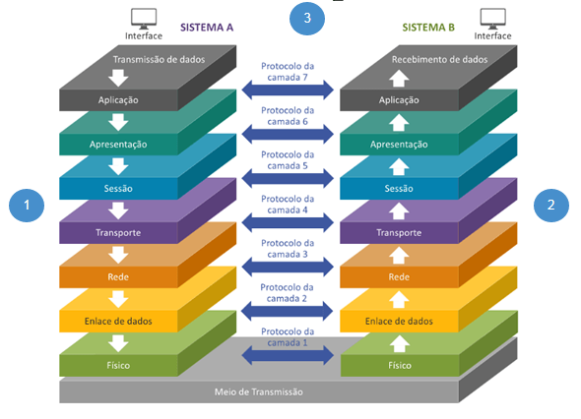 3
SISTEMA A
SISTEMA B
Interface
Interface
Transmissão de dados
Recebimento de dados
Protocolo da
camada 7
Aplicação
Aplicação
Protocolo da
camada 6
Apresentação
Apresentação
Protocolo da
camada 5
Sessão
Sessão
1
2
Protocolo da
camada 4
Transporte
Transporte
Protocolo da
camada 3
Rede
Rede
Protocolo da
camada 2
Enlace de dados
Enlace de dados
Protocolo da
camada 1
Físico
Físico
Meio de Transmissão